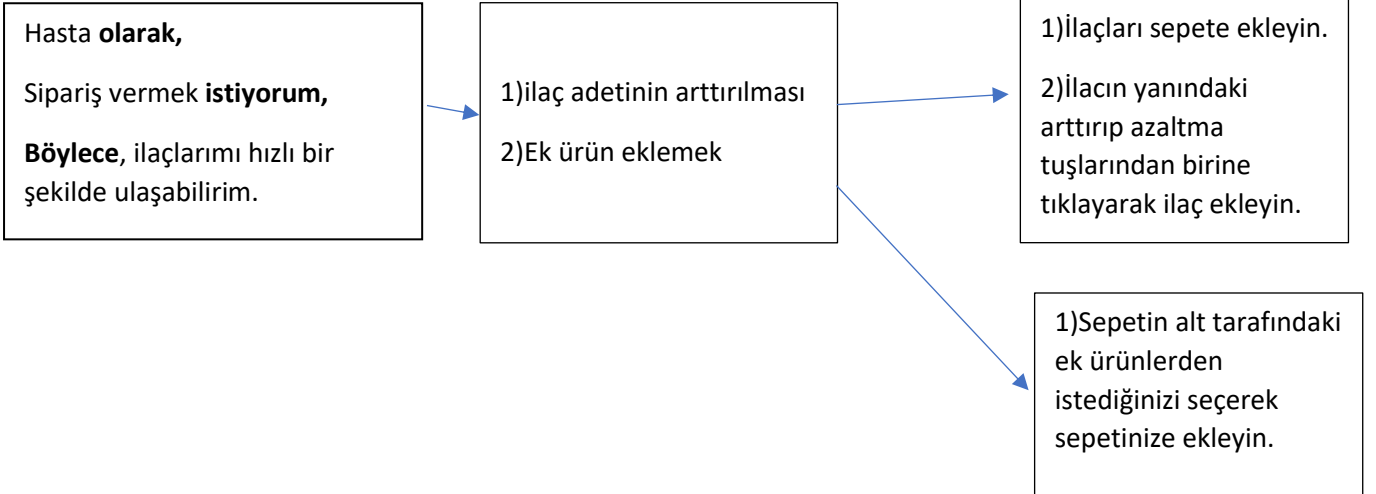 Hasta olarak,
Sipariş vermek istiyorum,
Böylece, ilaçlarımı hızlı bir
şekilde ulaşabilirim.
1)ilaç adetinin arttırılması
2)Ek ürün eklemek
1)İlaçları sepete ekleyin.
2)İlacın yanındaki
arttırıp azaltma
tuşlarından birine
tıklayarak ilaç ekleyin.
1)Sepetin alt tarafındaki
ek ürünlerden
istediğinizi seçerek
sepetinize ekleyin.